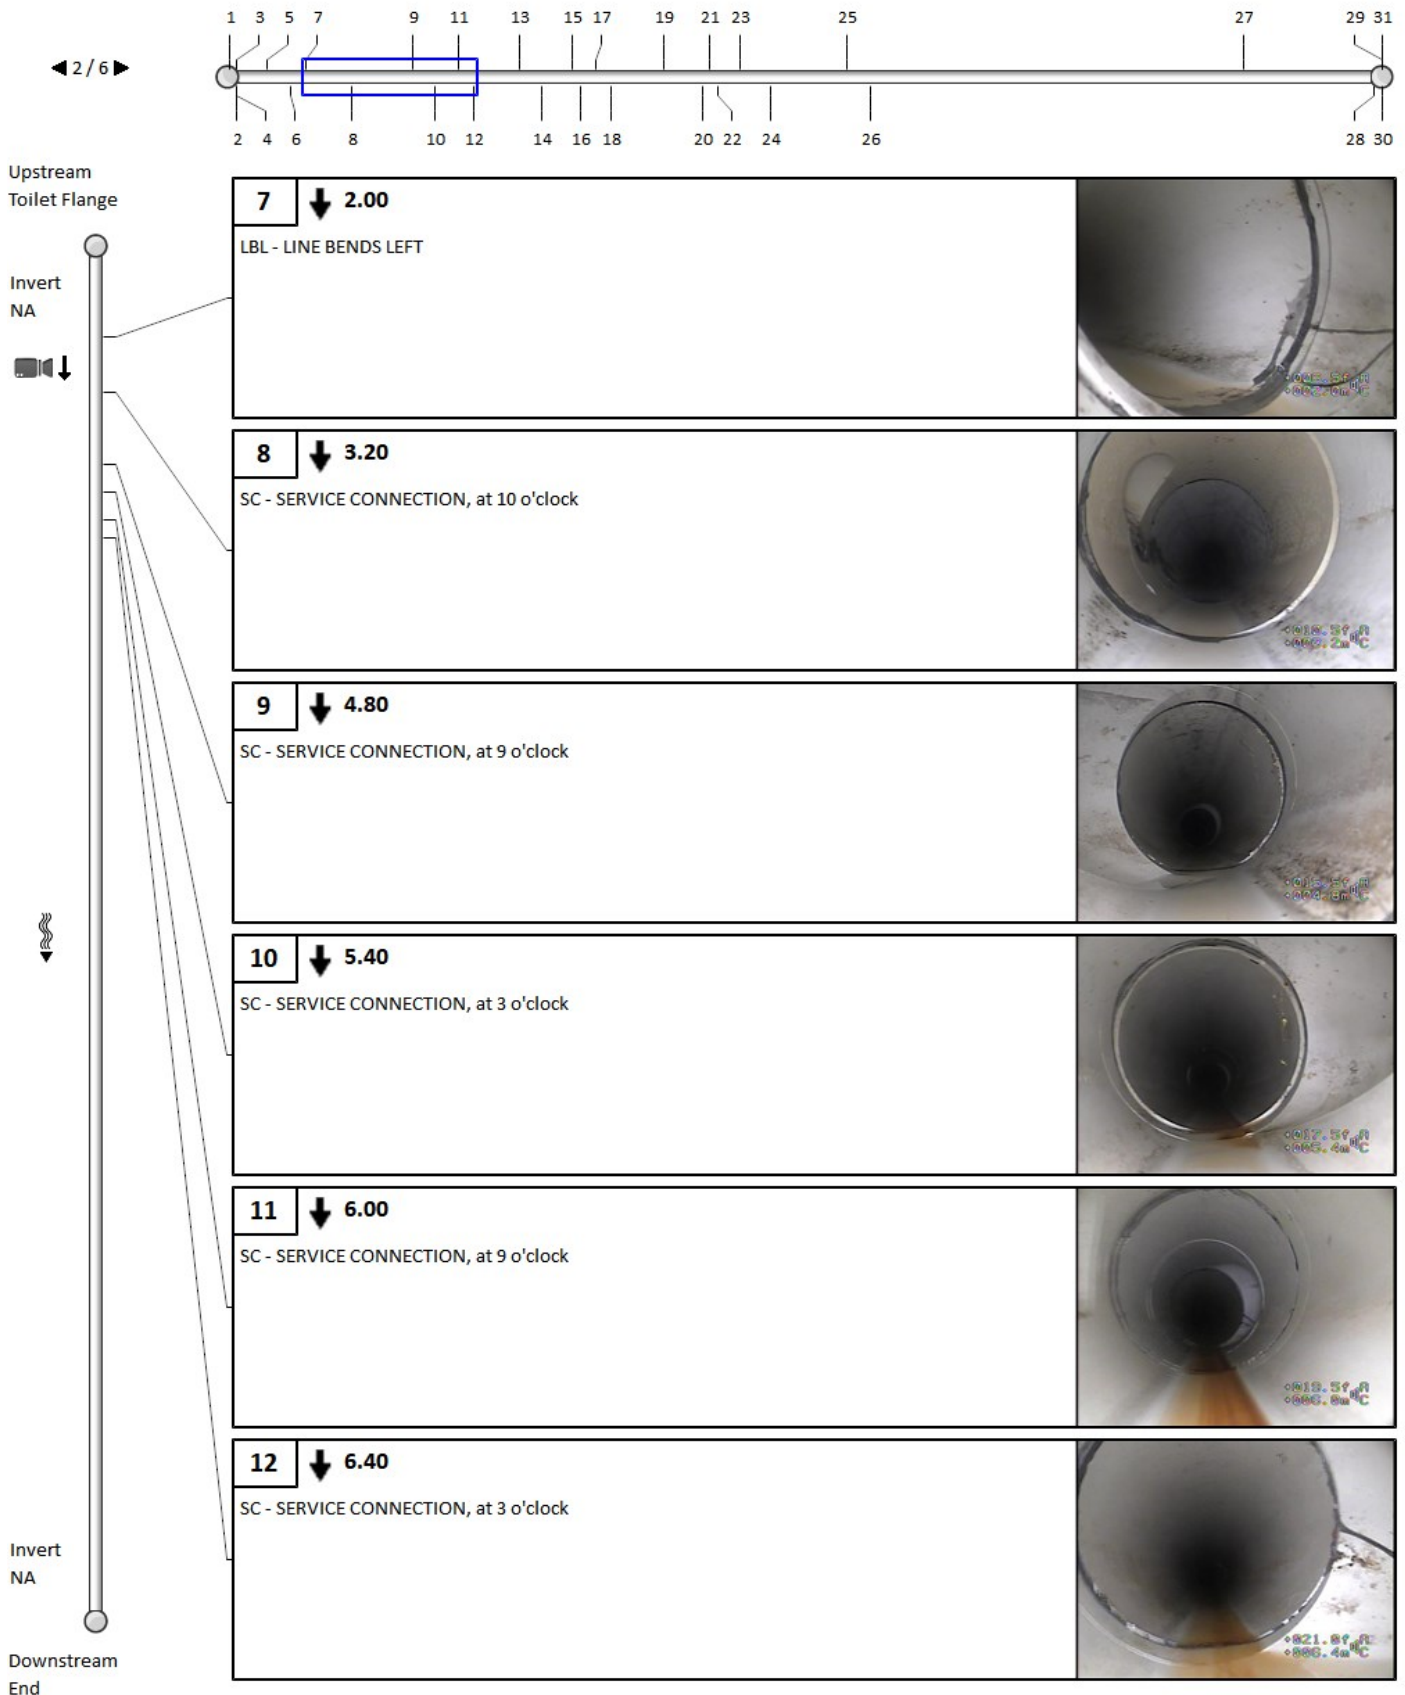 1 3 5 7 9 11 13 15 17 19 21 23 25 27 29 31
2 / 6
2 4 6 8 10 12 14 16 18 20 22 24 26 28 30
Upstream
Toilet Flange
Invert
NA
7 2.00
LBL - LINE BENDS LEFT
8 3.20
SC - SERVICE CONNECTION, at 10 o'clock
9 4.80
SC - SERVICE CONNECTION, at 9 o'clock
10 5.40
SC - SERVICE CONNECTION, at 3 o'clock
11 6.00
SC - SERVICE CONNECTION, at 9 o'clock
12 6.40
SC - SERVICE CONNECTION, at 3 o'clock
Invert
NA
Downstream
End